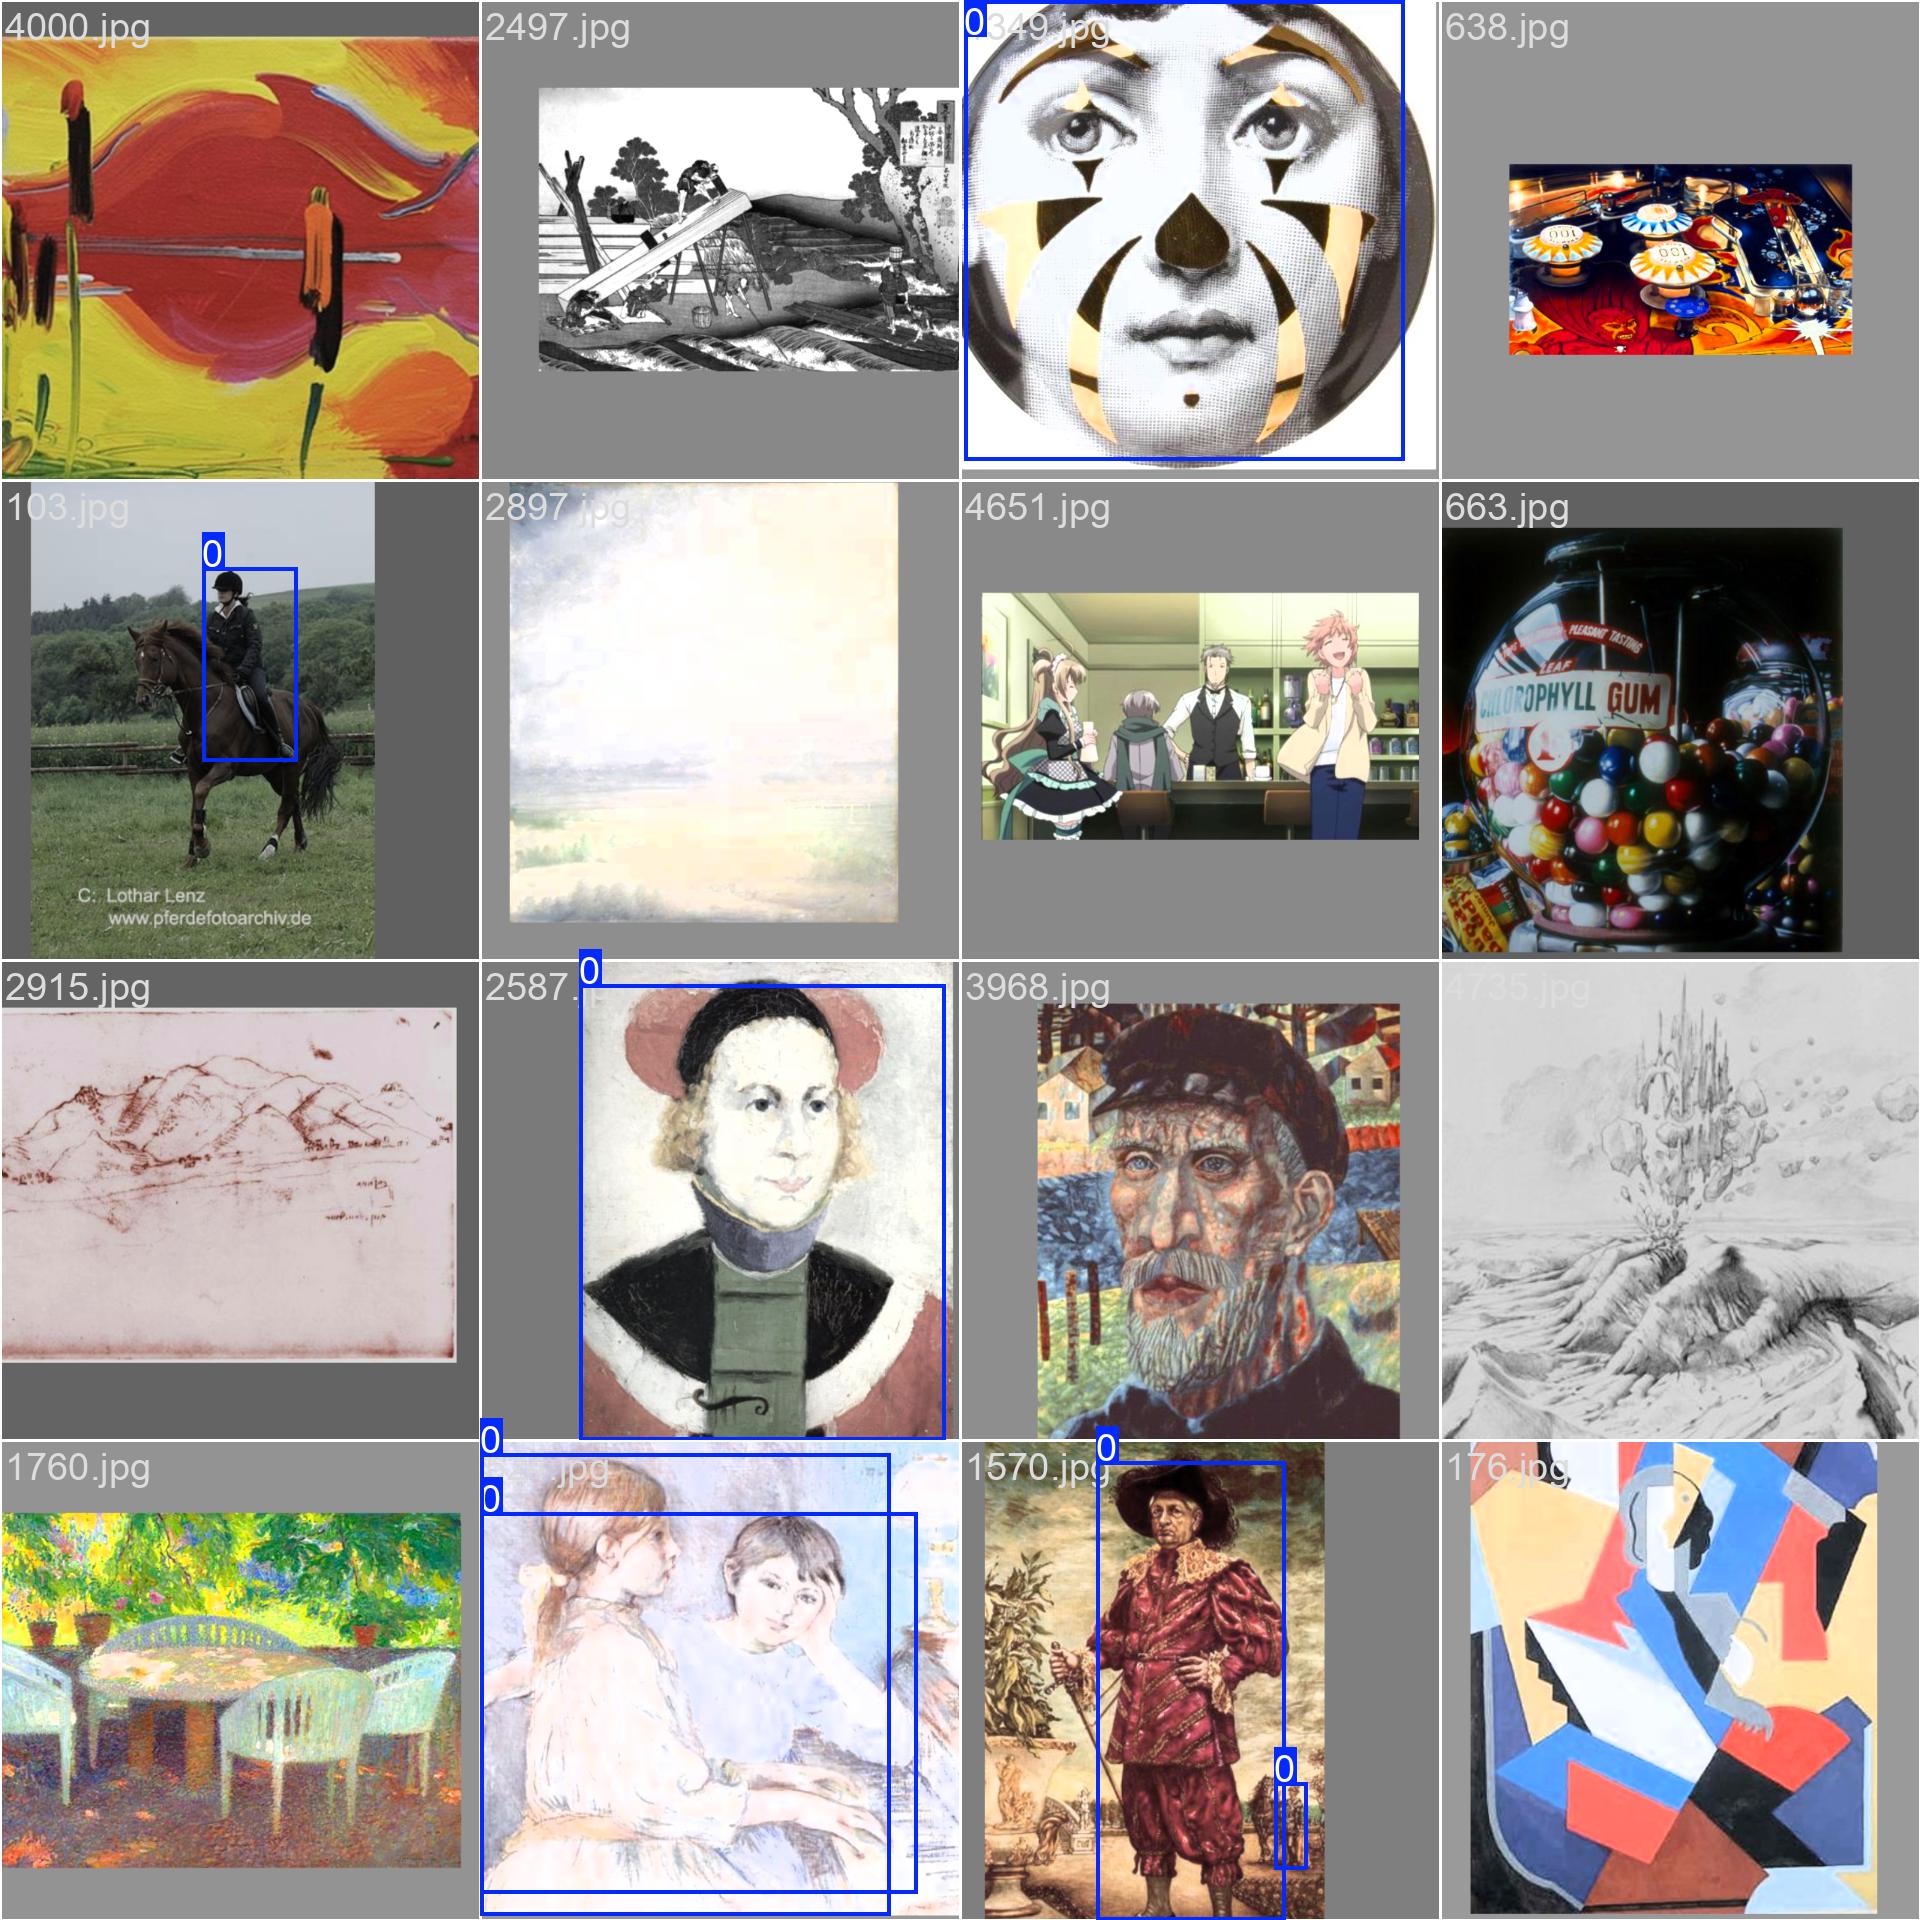 4000.jpg
2497.jpg
0
349.jpg
638.jpg
100
100
103.jpg
0
C: Lothar Lenz
www.pferdefotoarchiv.de
2897.jpg
4651.jpg
663.jpg
PLEASANT TASTING
LEAF
CHLOROPHYLL GUM
2915.jpg
2587.
0
3968.jpg
4735.jpg
1760.jpg
0
0
.jpg
1570.jpg
0
0
176.jpg